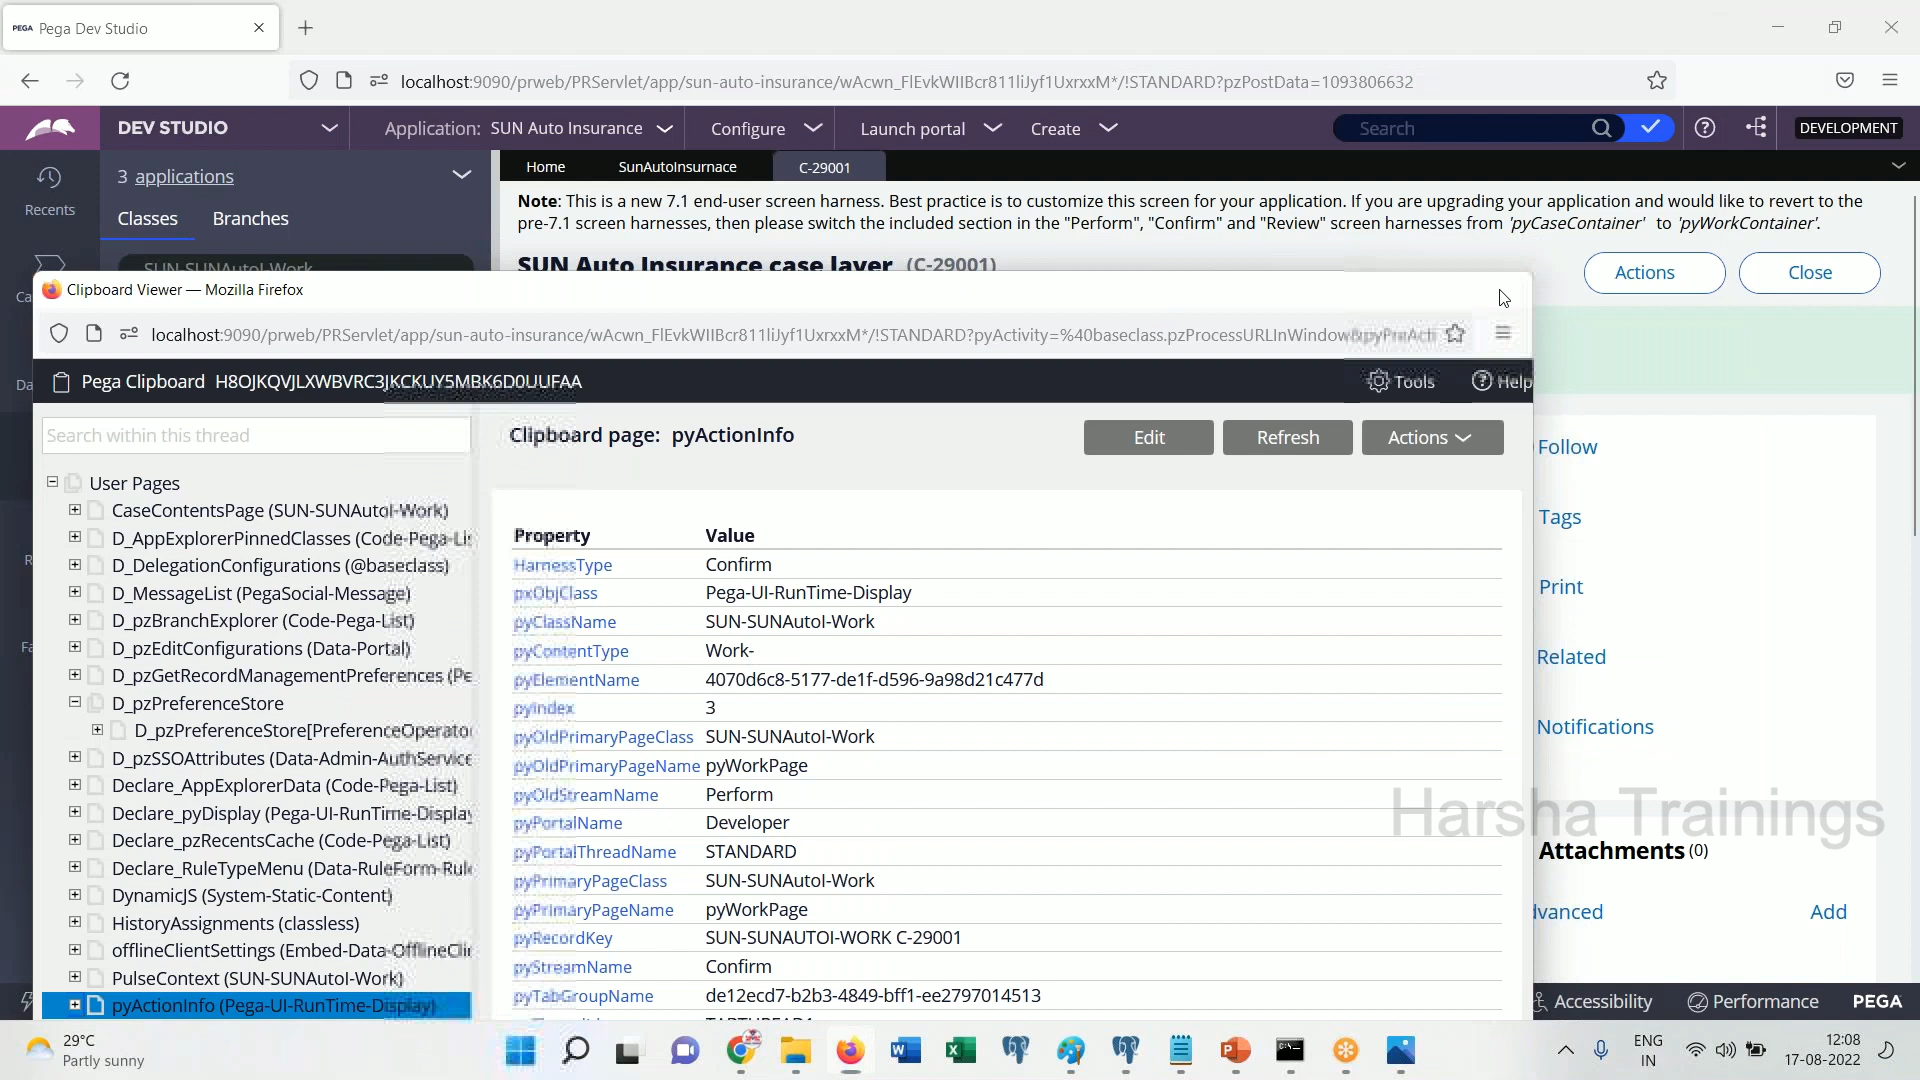 PEGA Pega Dev Studio
localhost:9090/prweb/PRServlet/app/sun-auto-insurance/wAcwn_FlEvkWIIBcr811liJyf1UxrxxM*/!STANDARD?pzPostData=1093806632
DEV STUDIO
Application: SUN Auto Insurance
Configure
Launch portal
Create
Search
DEVELOPMENT
Recents
3 applications
Classes Branches
Home SunAutoInsurnace C-29001
Note: This is a new 7.1 end-user screen harness. Best practice is to customize this screen for your application. If you are upgrading your application and would like to revert to the
pre-7.1 screen harnesses, then please switch the included section in the "Perform", "Confirm" and "Review" screen harnesses from 'pyCaseContainer' to 'pyWorkContainer'.
SUN-SUNAutoI-Work
SUN Auto Insurance case layer (C-29001)
Actions
Close
Clipboard Viewer — Mozilla Firefox
localhost:9090/prweb/PRServlet/app/sun-auto-insurance/wAcwn_FlEvkWIIBcr811liJyf1UxrxxM*/!STANDARD?pyActivity=%40baseclass.pzProcessURLInWindow&pyPreActi
Pega Clipboard H8OJKQVJLXWBVRC3JKCKUY5MBK6D0UUFAA
Tools
Help
Search within this thread
Clipboard page: pyActionInfo
Edit
Refresh
Actions
User Pages
CaseContentsPage (SUN-SUNAutoI-Work)
D_AppExplorerPinnedClasses (Code-Pega-Lis
D_DelegationConfigurations (@baseclass)
D_MessageList (PegaSocial-Message)
D_pzBranchExplorer (Code-Pega-List)
D_pzEditConfigurations (Data-Portal)
D_pzGetRecordManagementPreferences (Pe
D_pzPreferenceStore
D_pzPreferenceStore[PreferenceOperato
D_pzSSOAttributes (Data-Admin-AuthService
Declare_AppExplorerData (Code-Pega-List)
Declare_pyDisplay (Pega-UI-RunTime-Display
Declare_pzRecentsCache (Code-Pega-List)
Declare_RuleTypeMenu (Data-RuleForm-Rule
DynamicJS (System-Static-Content)
HistoryAssignments (classless)
offlineClientSettings (Embed-Data-OfflineClie
PulseContext (SUN-SUNAutoI-Work)
pyActionInfo (Pega-UI-RunTime-Display)
Property Value
HarnessType Confirm
pxObjClass Pega-UI-RunTime-Display
pyClassName SUN-SUNAutoI-Work
pyContentType Work-
pyElementName 4070d6c8-5177-de1f-d596-9a98d21c477d
pyIndex 3
pyOldPrimaryPageClass SUN-SUNAutoI-Work
pyOldPrimaryPageName pyWorkPage
pyOldStreamName Perform
pyPortalName Developer
pyPortalThreadName STANDARD
pyPrimaryPageClass SUN-SUNAutoI-Work
pyPrimaryPageName pyWorkPage
pyRecordKey SUN-SUNAUTOI-WORK C-29001
pyStreamName Confirm
pyTabGroupName de12ecd7-b2b3-4849-bff1-ee2797014513
Follow
Tags
Print
Related
Notifications
Harsha Trainings
Attachments (0)
Add
Accessibility
Performance
PEGA
29°C
Partly sunny
ENG
IN
12:08
17-08-2022